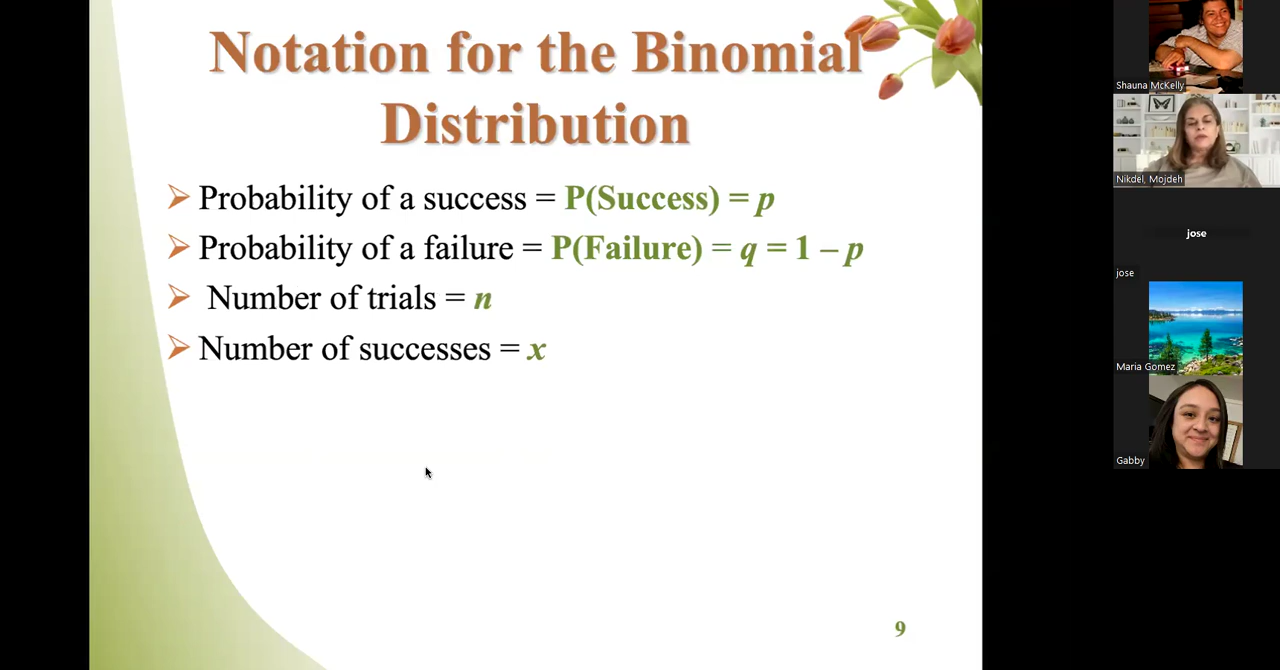 Notation for the Binomial
Distribution
➢ Probability of a success = P(Success) = p
➢ Probability of a failure = P(Failure) = q = 1 – p
➢ Number of trials = n
➢ Number of successes = x
9
Shauna McKelly
Nikdel, Mojdeh
jose
jose
Maria Gomez
Gabby